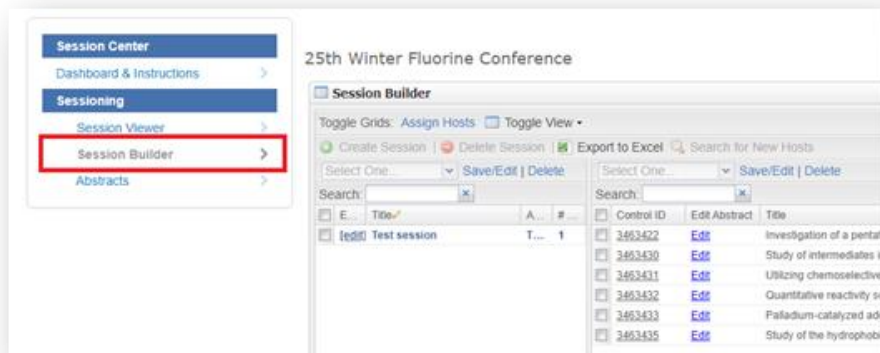 Session Center
Dashboard & Instructions
Sessioning
Session Viewer
Session Builder
Abstracts
25th Winter Fluorine Conference
Session Builder
Toggle Grids: Assign Hosts Toggle View
Create Session | Delete Session | Export to Excel Search for New Hosts
Select One... Save/Edit | Delete Select One... Save/Edit | Delete
Search: Search:
E... Title A... # ... Control ID Edit Abstract Title
[edit] Test session T... 1 3463422 Edit Investigation of a pentaf
3463430 Edit Study of intermediates i
3463431 Edit Utilizing chemoselective
3463432 Edit Quantitative reactivity s
3463433 Edit Palladium-catalyzed ad
3463435 Edit Study of the hydrophobi